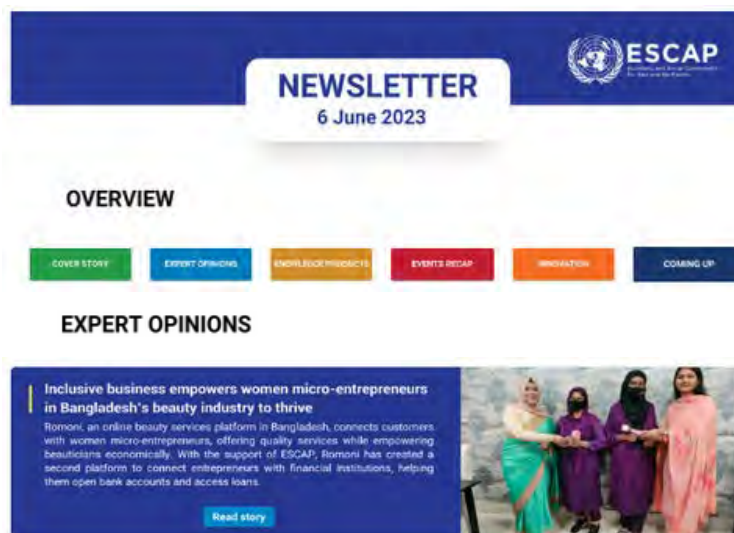 ESCAP
NEWSLETTER
6 June 2023
OVERVIEW
COVER STORY
EXPERT OPINIONS
KNOWLEDGE PRODUCTS
EVENTS RECAP
INNOVATION
COMING UP
EXPERT OPINIONS
Inclusive business empowers women micro-entrepreneurs
in Bangladesh's beauty industry to thrive
Romoni, an online beauty services platform in Bangladesh, connects customers
with women micro-entrepreneurs, offering quality services while empowering
beauticians economically. With the support of ESCAP, Romoni has created a
second platform to connect entrepreneurs with financial institutions, helping
them open bank accounts and access loans.
Read story